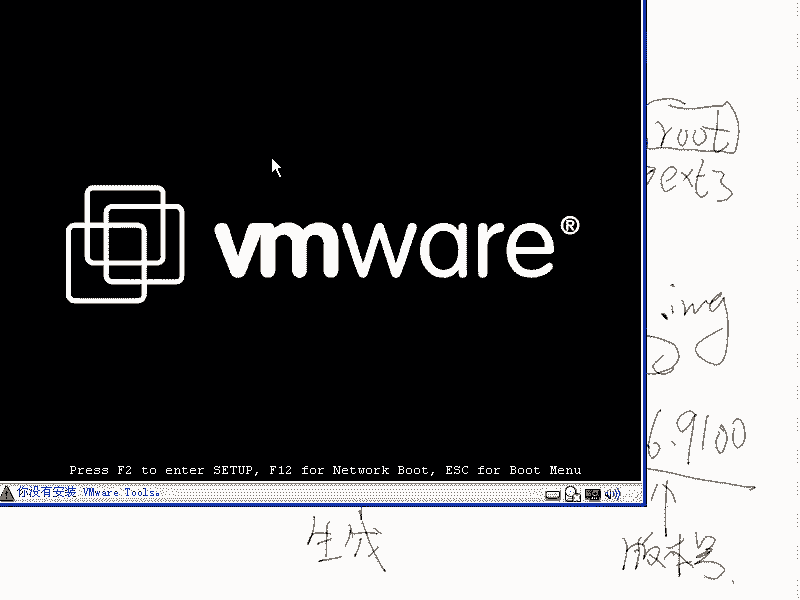 root
ext3
vmware®
.img
6.9100
Press F2 to enter SETUP, F12 for Network Boot, ESC for Boot Menu
你没有安装 VMware Tools。
生成
版本号